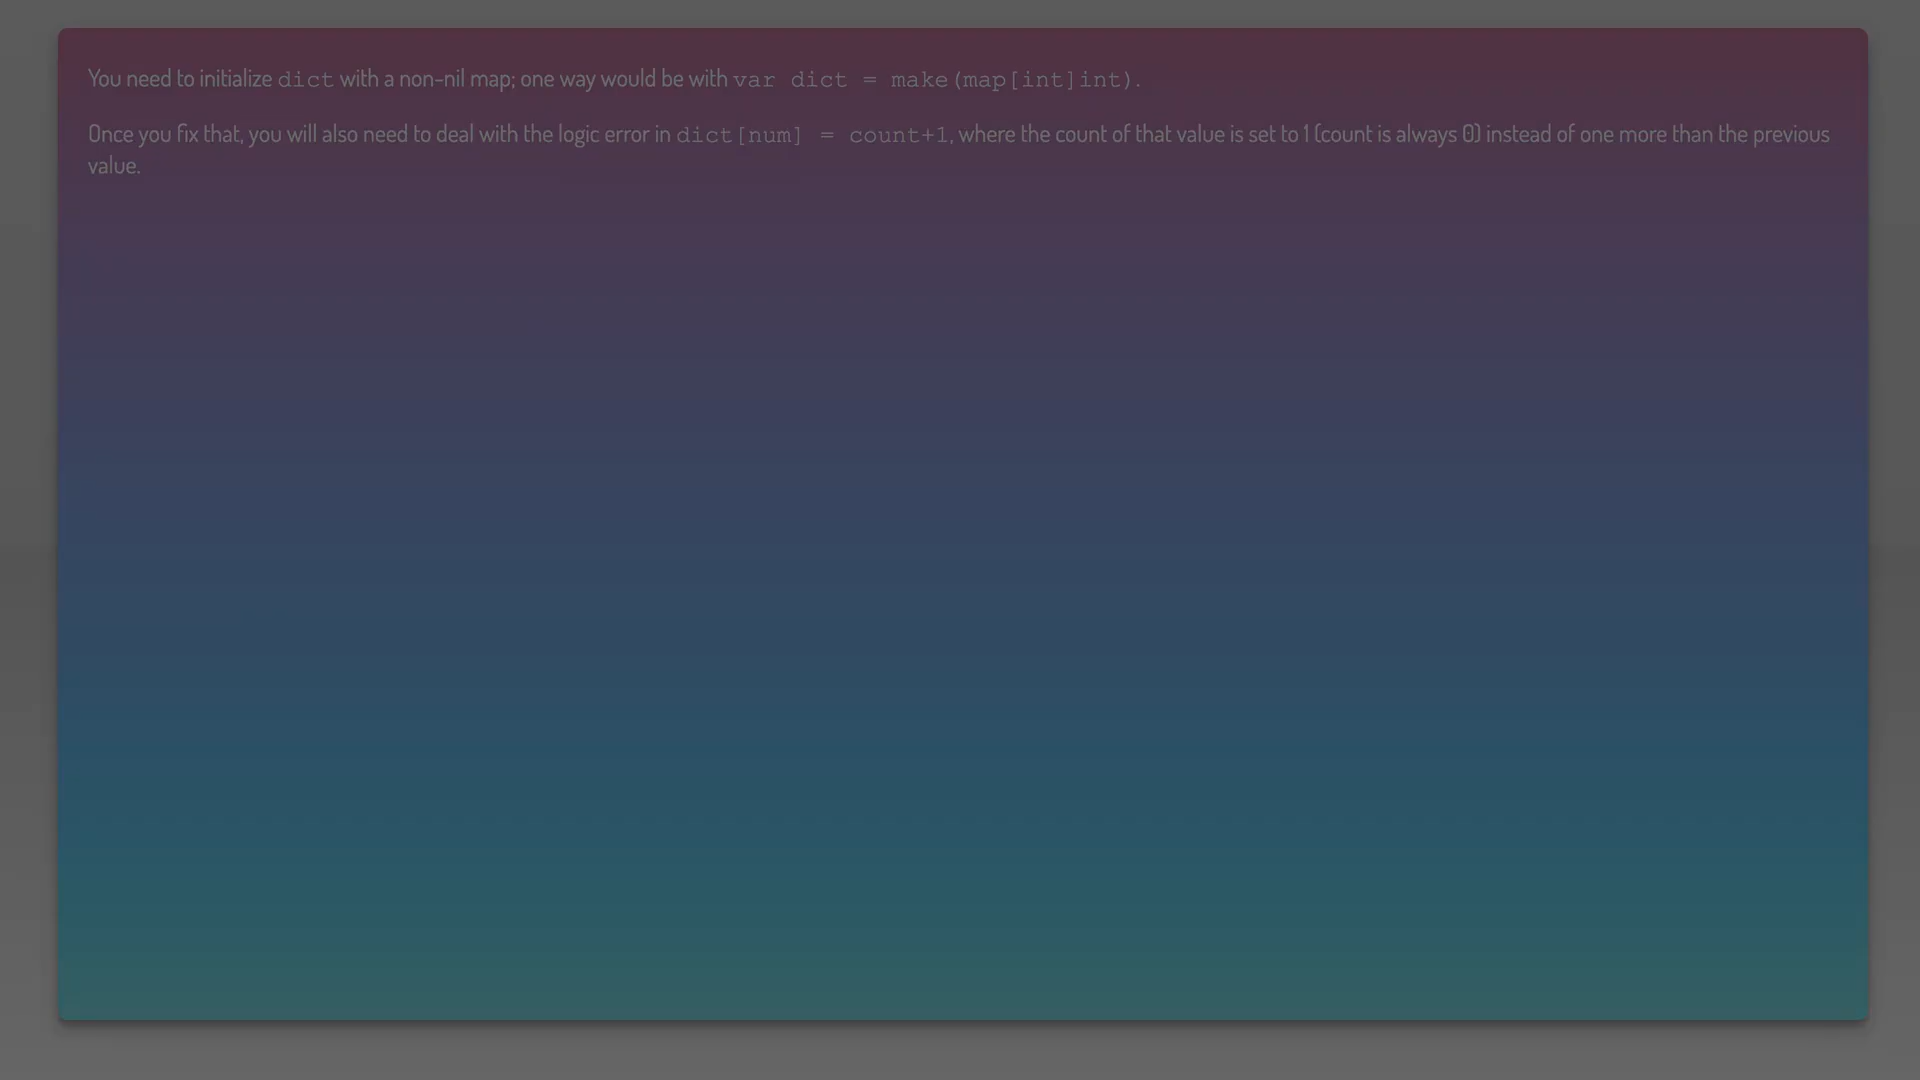 You need to initialize dict with a non-nil map; one way would be with var dict = make(map[int]int).
Once you fix that, you will also need to deal with the logic error in dict[num] = count+1, where the count of that value is set to 1 (count is always 0) instead of one more than the previous
value.